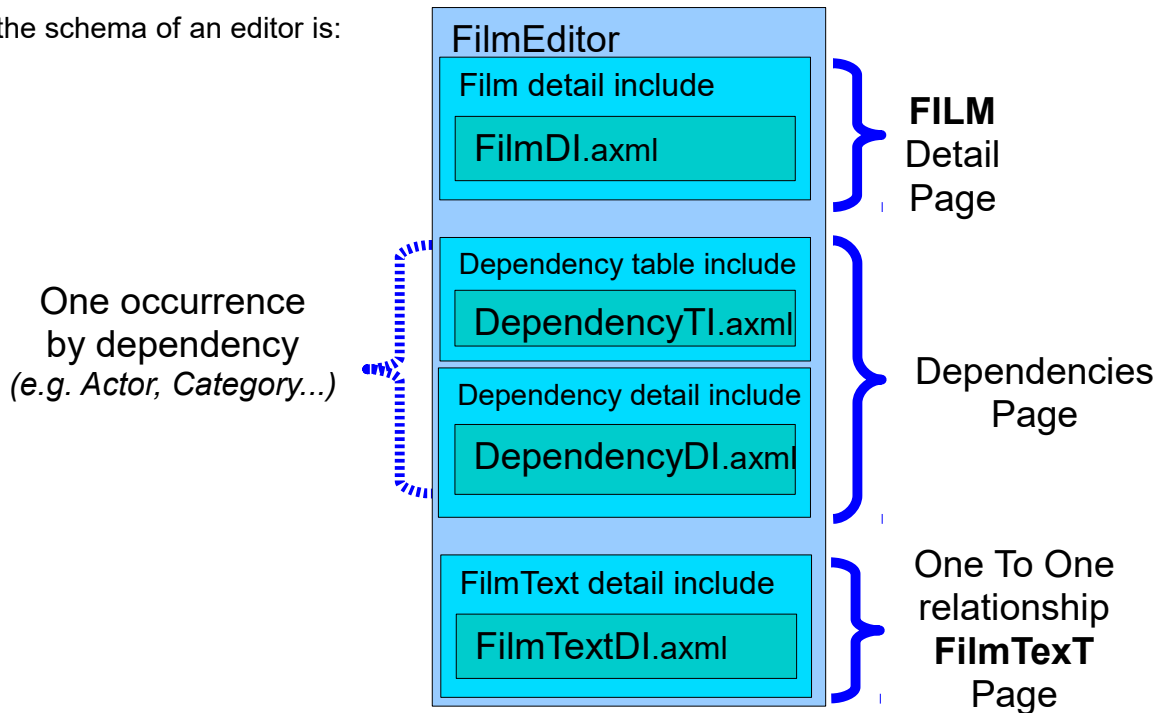 the schema of an editor is:
FilmEditor
Film detail include
FilmDI.axml
FILM
Detail
Page
Dependency table include
DependencyTI.axml
One occurrence
by dependency
(e.g. Actor, Category...)
Dependency detail include
DependencyDI.axml
Dependencies
Page
FilmText detail include
FilmTextDI.axml
One To One
relationship
FilmTexT
Page